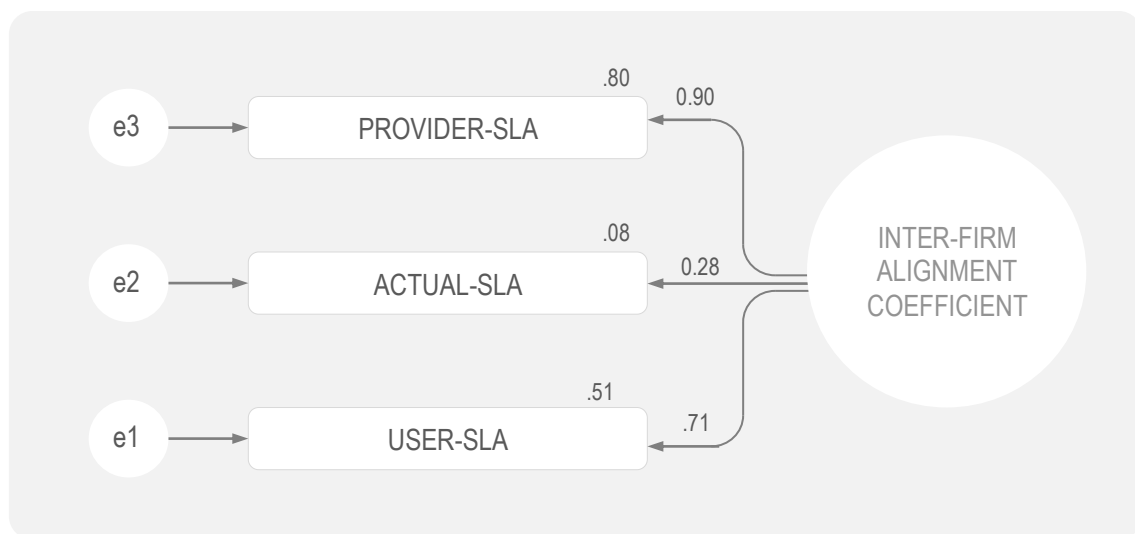 .80
0.90
e3
PROVIDER-SLA
.08
0.28
e2
ACTUAL-SLA
INTER-FIRM
ALIGNMENT
COEFFICIENT
.51
.71
e1
USER-SLA